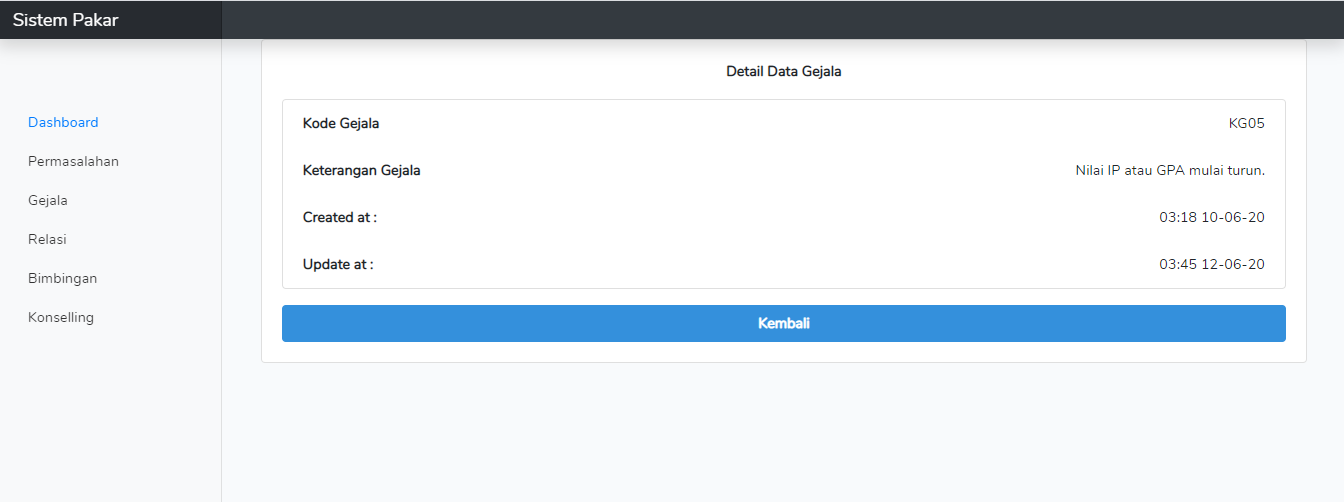 Sistem Pakar
Dashboard
Permasalahan
Gejala
Relasi
Bimbingan
Konselling
Detail Data Gejala
Kode Gejala KG05
Keterangan Gejala Nilai IP atau GPA mulai turun.
Created at : 03:18 10-06-20
Update at : 03:45 12-06-20
Kembali